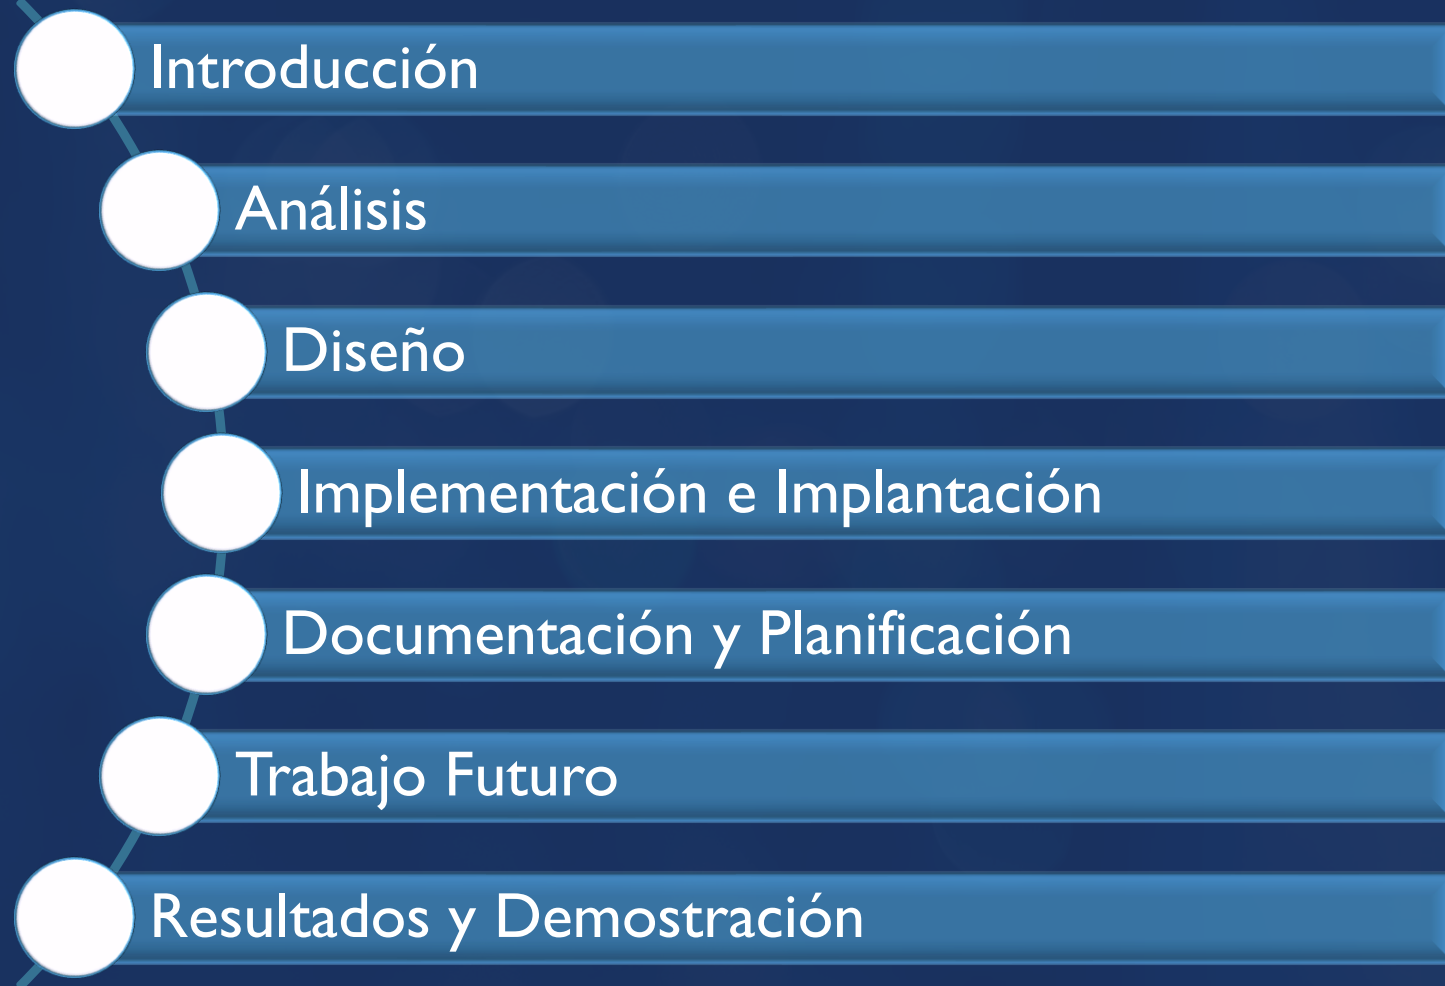 Introducción
Análisis
Diseño
Implementación e Implantación
Documentación y Planificación
Trabajo Futuro
Resultados y Demostración